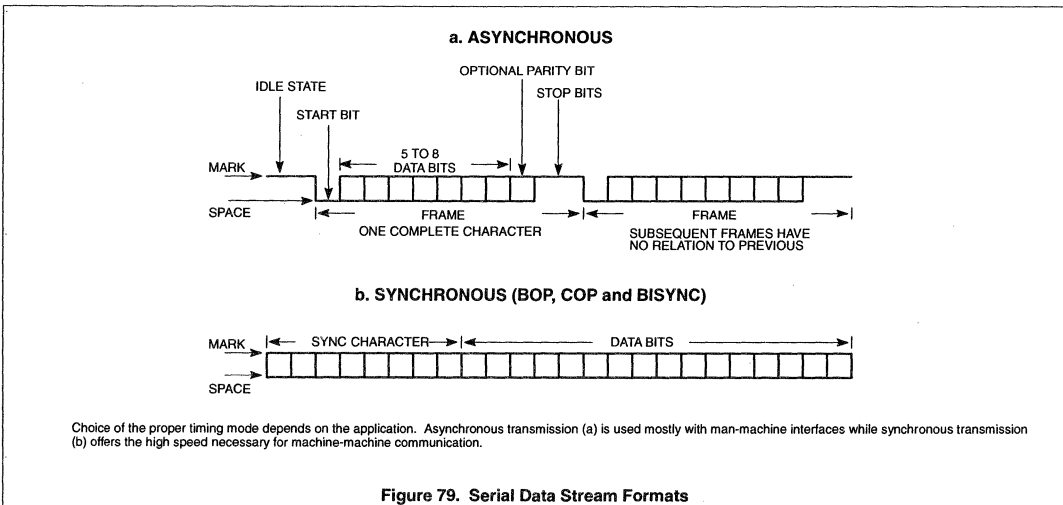 a. ASYNCHRONOUS
OPTIONAL PARITY BIT
IDLE STATE
STOP BITS
START BIT
5 TO 8
DATA BITS
MARK
SPACE
FRAME
ONE COMPLETE CHARACTER
FRAME
SUBSEQUENT FRAMES HAVE
NO RELATION TO PREVIOUS
b. SYNCHRONOUS (BOP, COP and BISYNC)
MARK
SYNC CHARACTER
DATA BITS
SPACE
Choice of the proper timing mode depends on the application. Asynchronous transmission (a) is used mostly with man-machine interfaces while synchronous transmission
(b) offers the high speed necessary for machine-machine communication.
Figure 79. Serial Data Stream Formats